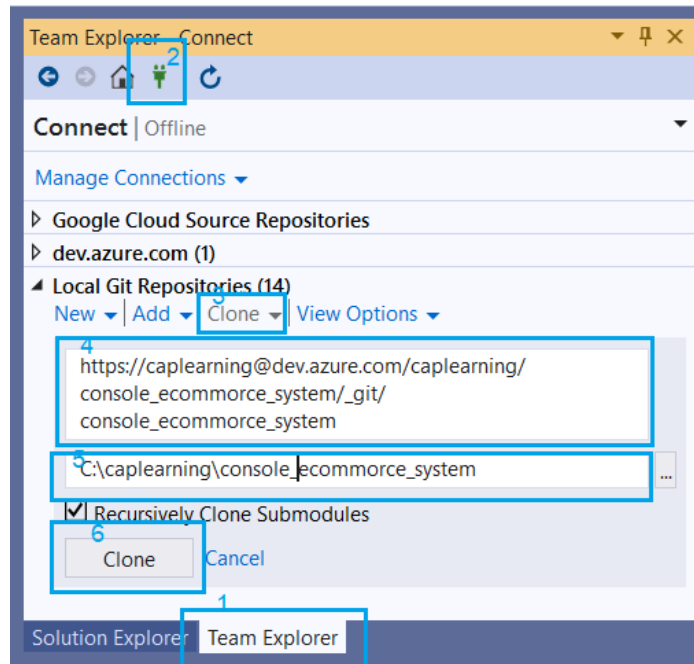 Team Explorer - Connect
2
Connect | Offline
Manage Connections
Google Cloud Source Repositories
dev.azure.com (1)
Local Git Repositories (14)
3
New | Add | Clone | View Options
4
https://caplearning@dev.azure.com/caplearning/
console_ecommorce_system/_git/
console_ecommorce_system
5
C:\caplearning\console_ecommorce_system
...
Recursively Clone Submodules
6
Clone Cancel
1
Solution Explorer Team Explorer